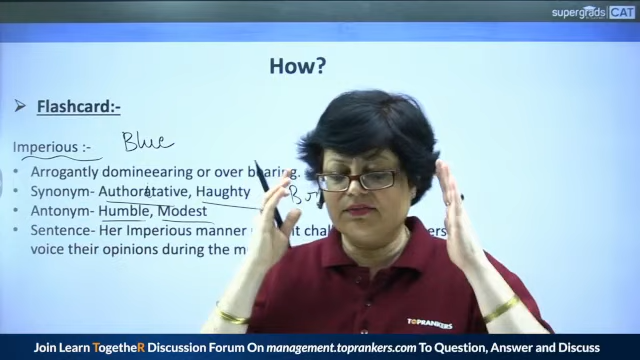 supergrads CAT
How?
➤ Flashcard:-
Imperious :- Blue
• Arrogantly domineearing or over bearing.
• Synonym- Authoratative, Haughty
• Antonym- Humble, Modest
• Sentence- Her Imperious manner
voice their opinions during the
TOPRANKERS
Join Learn TogetheR Discussion Forum On management.toprankers.com To Question, Answer and Discuss